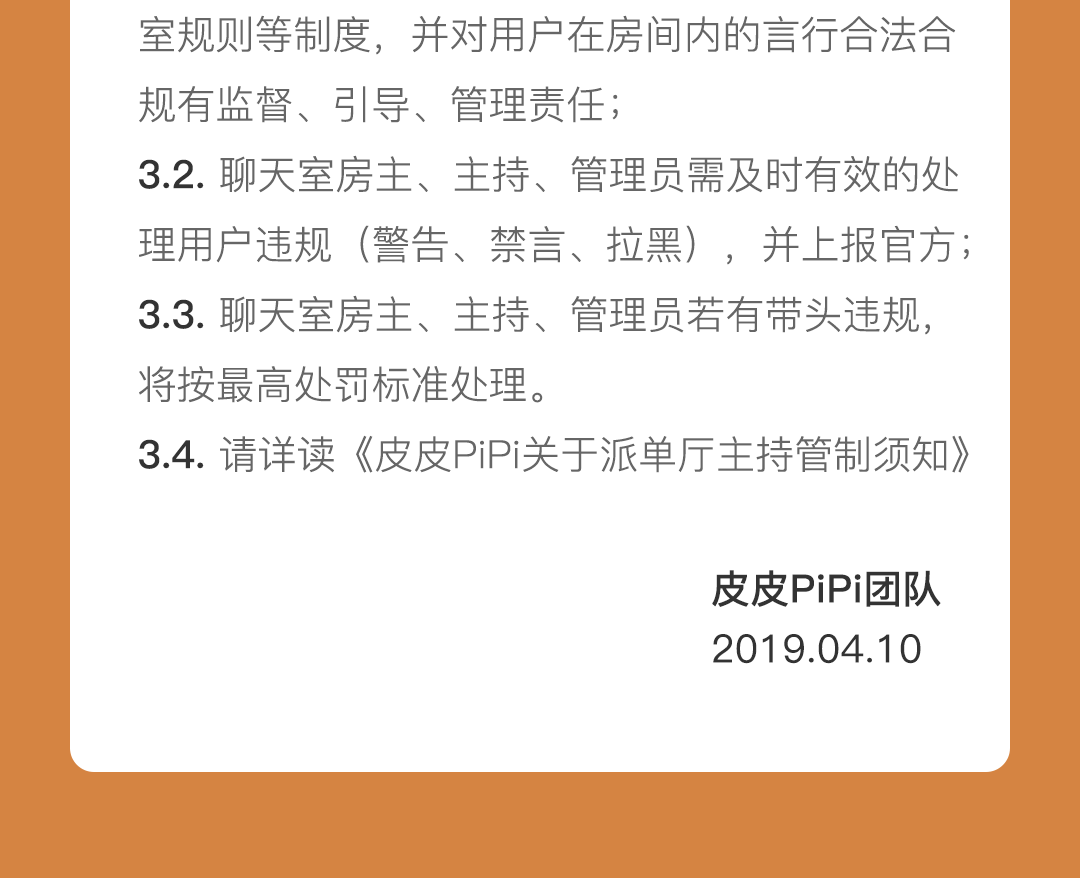 室规则等制度，并对用户在房间内的言行合法合
规有监督、引导、管理责任；
3.2. 聊天室房主、主持、管理员需及时有效的处
理用户违规（警告、禁言、拉黑），并上报官方；
3.3. 聊天室房主、主持、管理员若有带头违规，
将按最高处罚标准处理。
3.4. 请详读《皮皮PiPi关于派单厅主持管制须知》
皮皮PiPi团队
2019.04.10